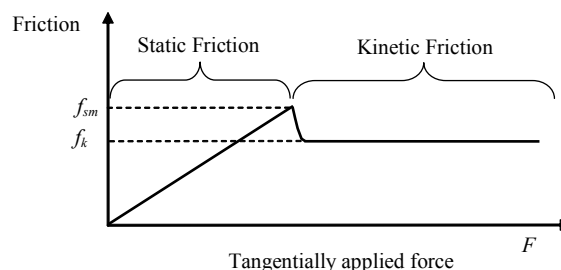 Friction
Static Friction
Kinetic Friction
fsm
fk
F
Tangentially applied force